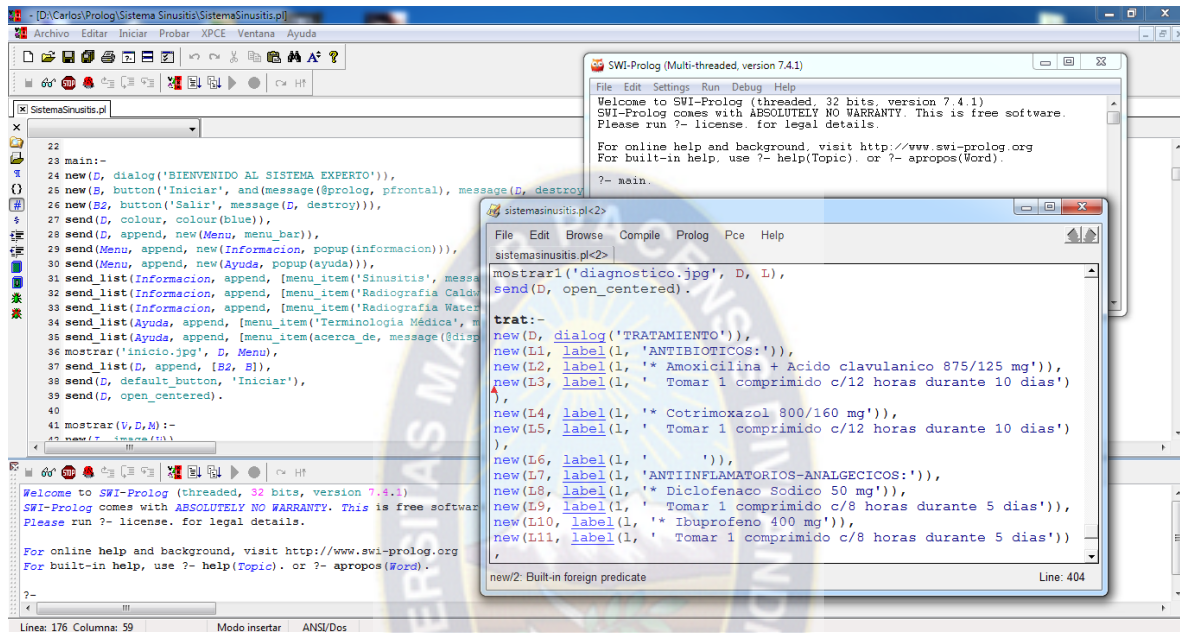 - [D:\Carlos\Prolog\Sistema Sinusitis\SistemaSinusitis.pl]
Archivo Editar Iniciar Probar XPCE Ventana Ayuda
SistemaSinusitis.pl
22
23 main:-
24 new(D, dialog('BIENVENIDO AL SISTEMA EXPERTO')),
25 new(B, button('Iniciar', and(message(@prolog, pfrontal), message(D, destroy
26 new(B2, button('Salir', message(D, destroy))),
27 send(D, colour, colour(blue)),
28 send(D, append, new(Menu, menu_bar)),
29 send(Menu, append, new(Informacion, popup(informacion))),
30 send(Menu, append, new(Ayuda, popup(ayuda))),
31 send_list(Informacion, append, [menu_item('Sinusitis', messa
32 send_list(Informacion, append, [menu_item('Radiografia Caldw
33 send_list(Informacion, append, [menu_item('Radiografia Water
34 send_list(Ayuda, append, [menu_item('Terminologia Médica', m
35 send_list(Ayuda, append, [menu_item(acerca_de, message(@disp
36 mostrar('inicio.jpg', D, Menu),
37 send_list(D, append, [B2, B]),
38 send(D, default_button, 'Iniciar'),
39 send(D, open_centered).
40
41 mostrar(V,D,M):-
SWI-Prolog (Multi-threaded, version 7.4.1)
File Edit Settings Run Debug Help
Welcome to SWI-Prolog (threaded, 32 bits, version 7.4.1)
SWI-Prolog comes with ABSOLUTELY NO WARRANTY. This is free software.
Please run ?- license. for legal details.
For online help and background, visit http://www.swi-prolog.org
For built-in help, use ?- help(Topic). or ?- apropos(Word).
?- main.
sistemasinusitis.pl<2>
File Edit Browse Compile Prolog Pce Help
sistemasinusitis.pl<2>
mostrar1('diagnostico.jpg', D, L),
send(D, open_centered).
trat:-
new(D, dialog('TRATAMIENTO')),
new(L1, label(l, 'ANTIBIOTICOS:')),
new(L2, label(l, '* Amoxicilina + Acido clavulanico 875/125 mg')),
new(L3, label(l, '  Tomar 1 comprimido c/12 horas durante 10 dias')
),
new(L4, label(l, '* Cotrimoxazol 800/160 mg')),
new(L5, label(l, '  Tomar 1 comprimido c/12 horas durante 10 dias')
),
new(L6, label(l, '      ')),
new(L7, label(l, 'ANTIINFLAMATORIOS-ANALGECICOS:')),
new(L8, label(l, '* Diclofenaco Sodico 50 mg')),
new(L9, label(l, '  Tomar 1 comprimido c/8 horas durante 5 dias')),
new(L10, label(l, '* Ibuprofeno 400 mg')),
new(L11, label(l, '  Tomar 1 comprimido c/8 horas durante 5 dias'))
,
new/2: Built-in foreign predicate
Line: 404
Welcome to SWI-Prolog (threaded, 32 bits, version 7.4.1)
SWI-Prolog comes with ABSOLUTELY NO WARRANTY. This is free softwar
Please run ?- license. for legal details.
For online help and background, visit http://www.swi-prolog.org
For built-in help, use ?- help(Topic). or ?- apropos(Word).
?-
Línea: 176 Columna: 59
Modo insertar
ANSI/Dos